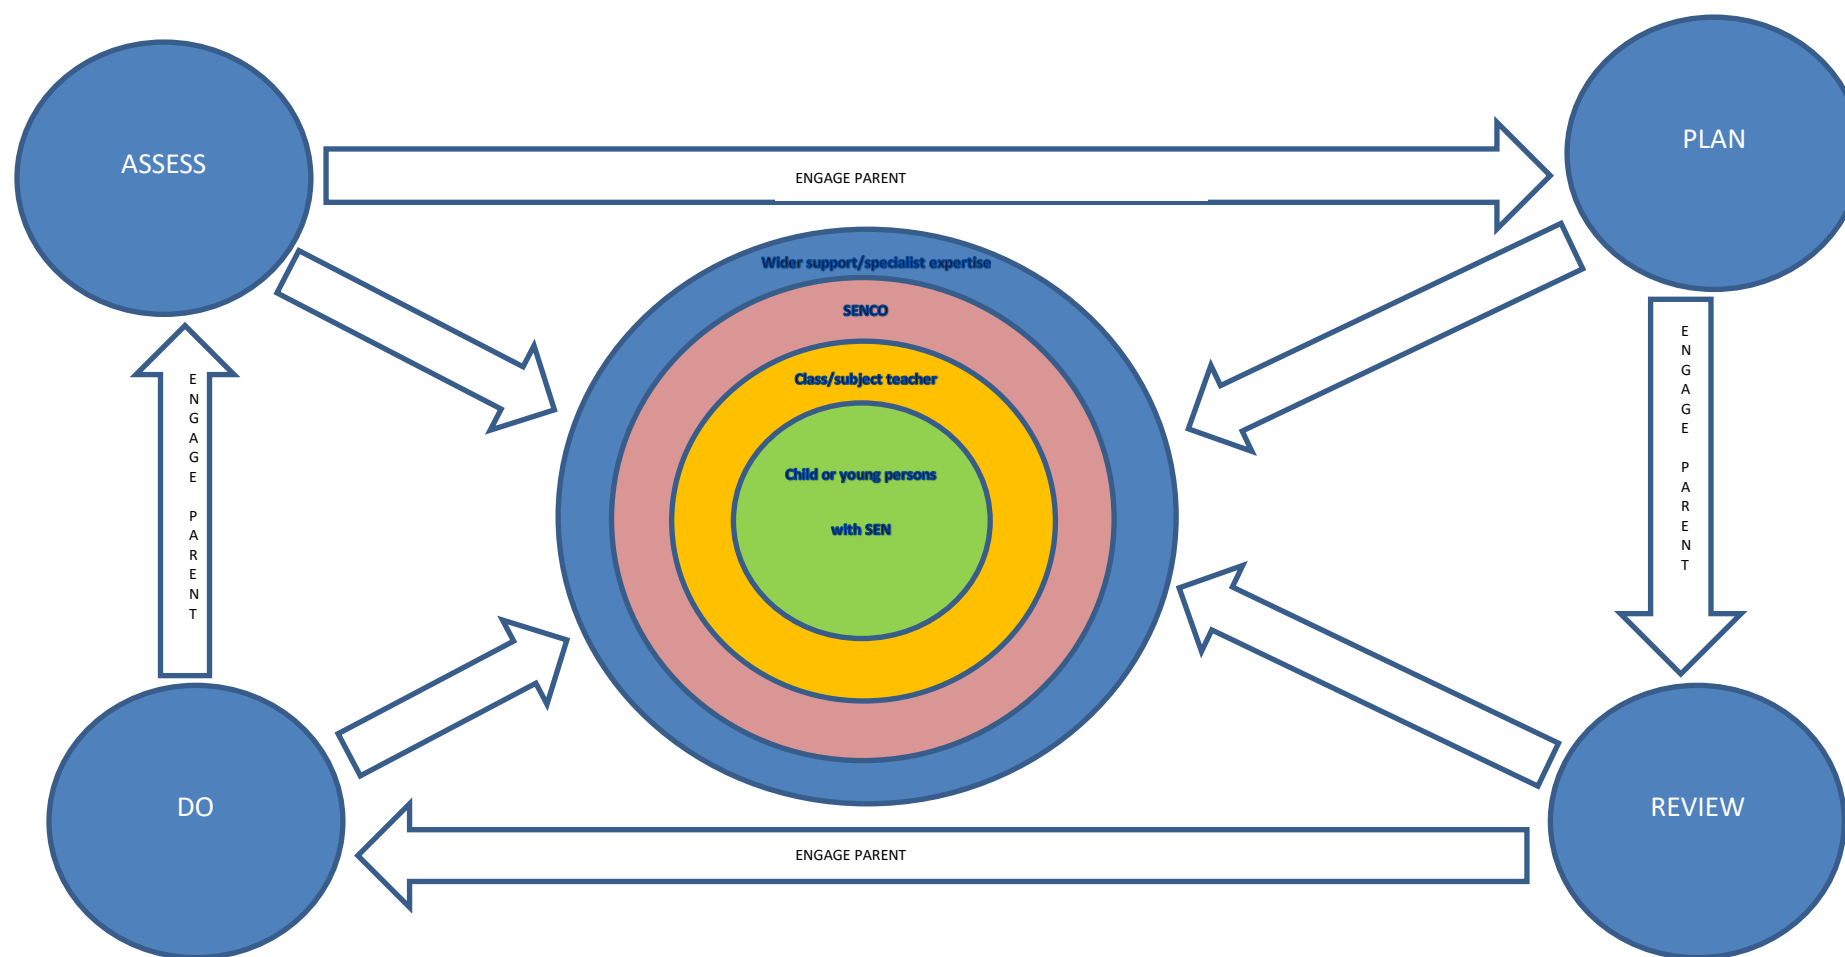 ASSESS
PLAN
ENGAGE PARENT
Wider support/specialist expertise
SENCO
Class/subject teacher
Child or young persons
with SEN
ENGAGE PARENT
ENGAGE PARENT
DO
REVIEW
ENGAGE PARENT